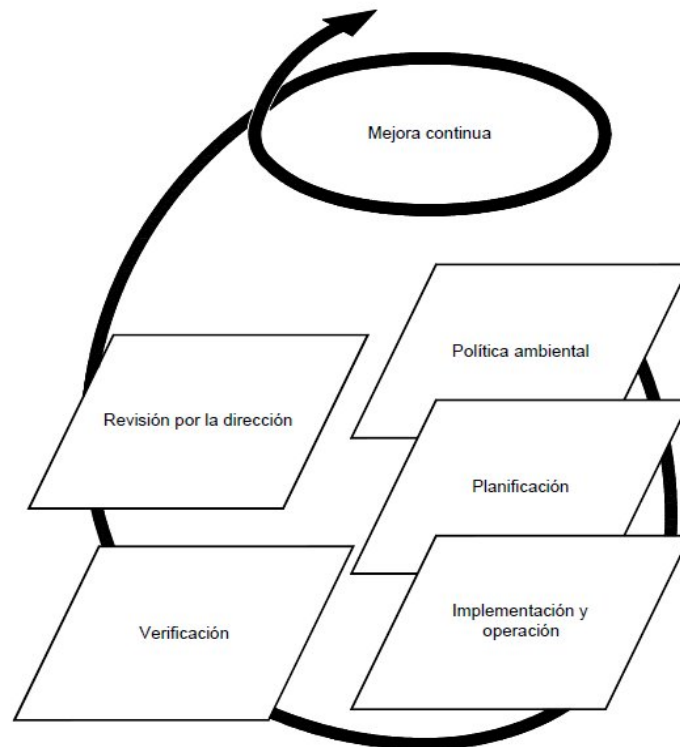 Mejora continua
Política ambiental
Revisión por la dirección
Planificación
Implementación y
operación
Verificación